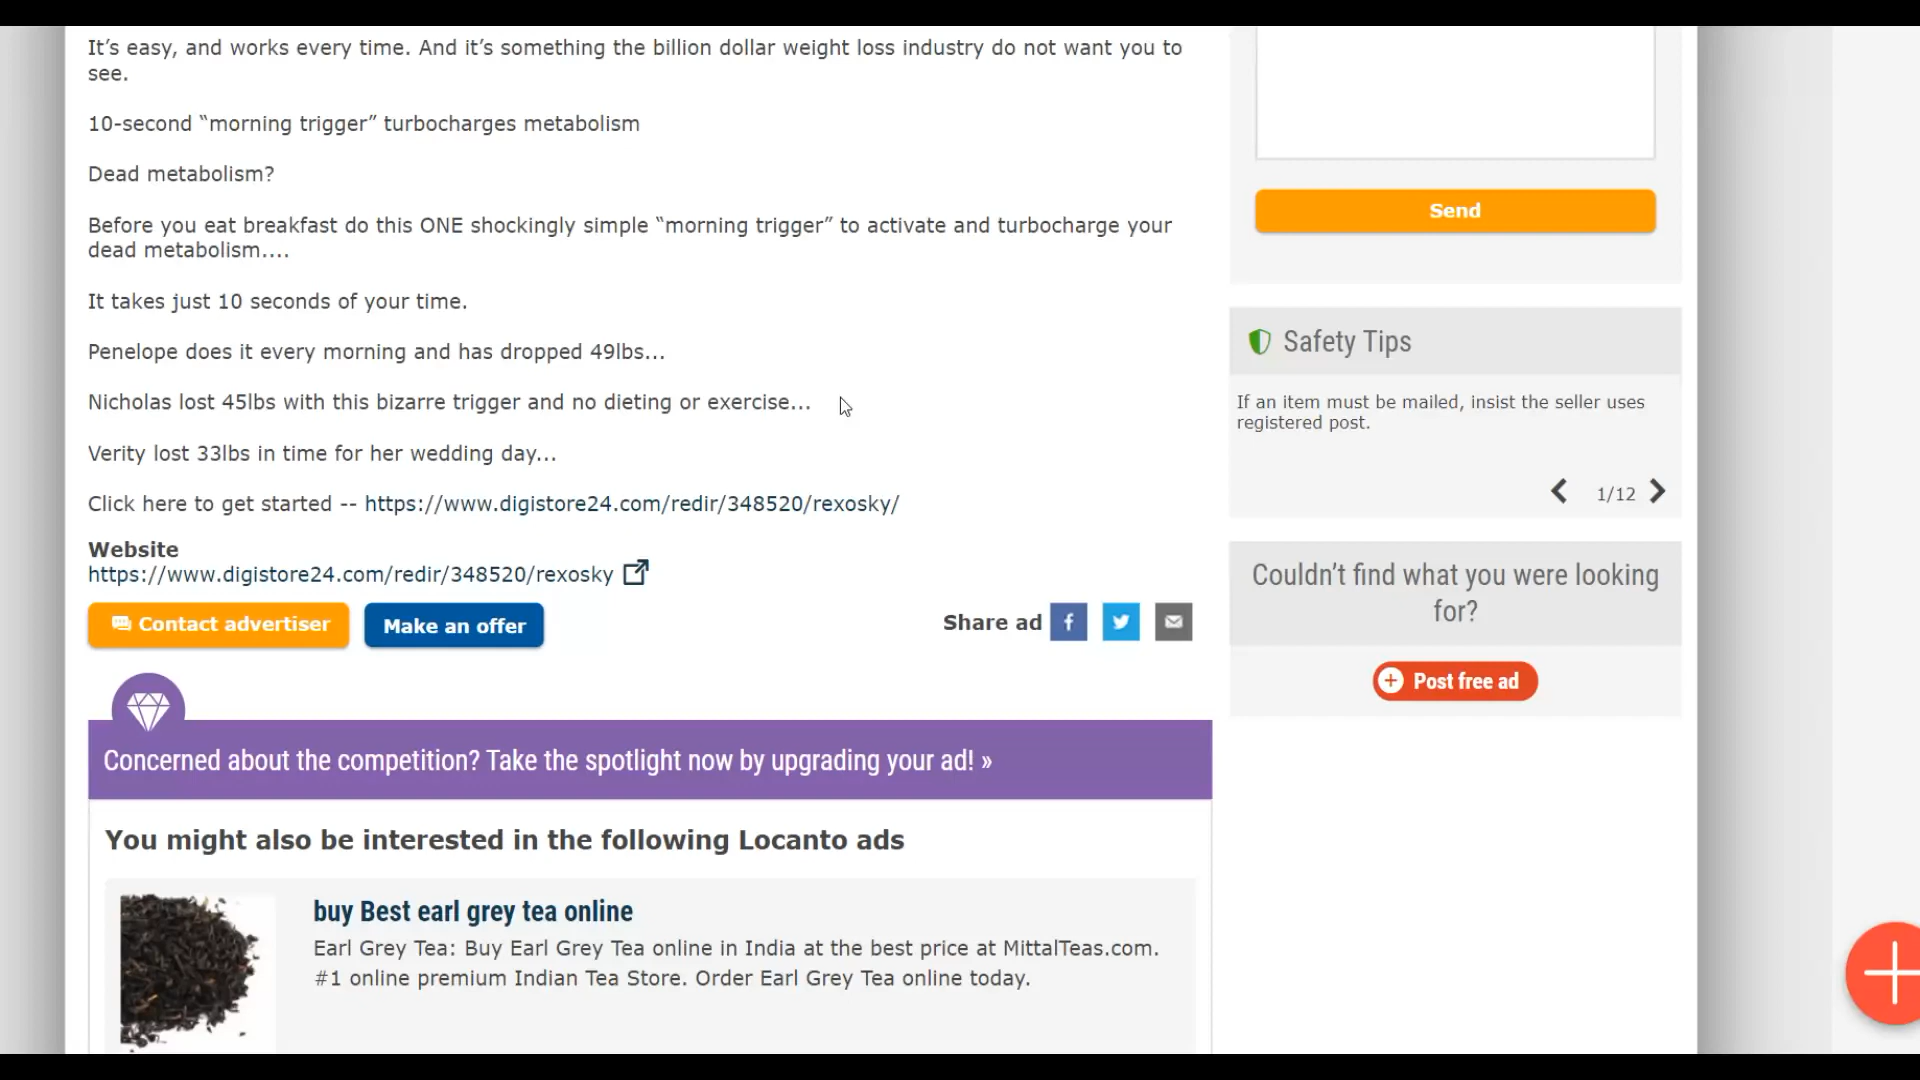 It’s easy, and works every time. And it’s something the billion dollar weight loss industry do not want you to
see.
10-second “morning trigger” turbocharges metabolism
Dead metabolism?
Before you eat breakfast do this ONE shockingly simple “morning trigger” to activate and turbocharge your
dead metabolism....
It takes just 10 seconds of your time.
Penelope does it every morning and has dropped 49lbs...
Nicholas lost 45lbs with this bizarre trigger and no dieting or exercise...
Verity lost 33lbs in time for her wedding day...
Click here to get started -- https://www.digistore24.com/redir/348520/rexosky/
Website
https://www.digistore24.com/redir/348520/rexosky
Contact advertiser
Make an offer
Share ad
Concerned about the competition? Take the spotlight now by upgrading your ad! »
You might also be interested in the following Locanto ads
buy Best earl grey tea online
Earl Grey Tea: Buy Earl Grey Tea online in India at the best price at MittalTeas.com.
#1 online premium Indian Tea Store. Order Earl Grey Tea online today.
Send
Safety Tips
If an item must be mailed, insist the seller uses
registered post.
1/12
Couldn’t find what you were looking
for?
Post free ad